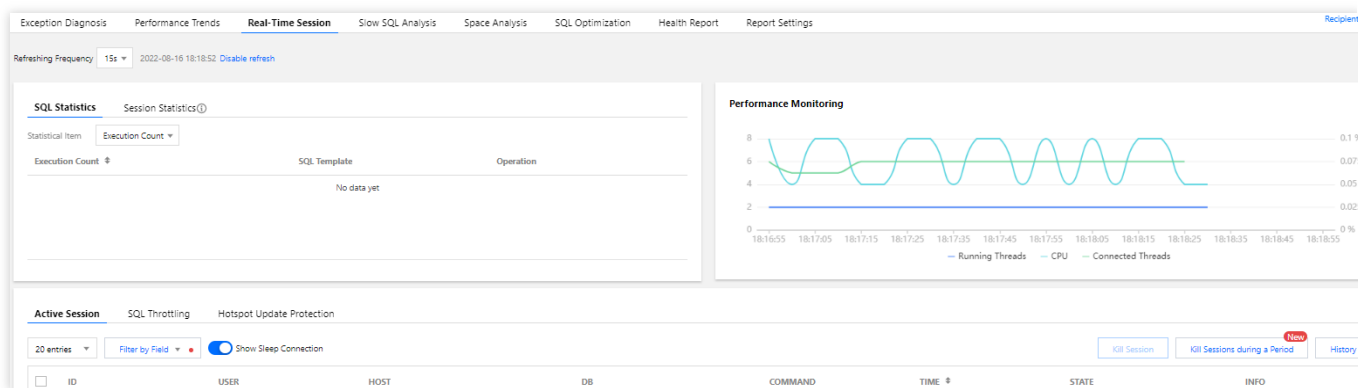 Exception Diagnosis Performance Trends Real-Time Session Slow SQL Analysis Space Analysis SQL Optimization Health Report Report Settings Recipient
Refreshing Frequency 15s 2022-08-16 18:18:52 Disable refresh
SQL Statistics Session Statistics
Statistical Item Execution Count
Execution Count SQL Template Operation
No data yet
Performance Monitoring
8 0.1 %
6 0.07
4 0.05
2 0.02
0 0 %
18:16:55 18:17:05 18:17:15 18:17:25 18:17:35 18:17:45 18:17:55 18:18:05 18:18:15 18:18:25 18:18:35 18:18:45 18:18:55
Running Threads CPU Connected Threads
Active Session SQL Throttling Hotspot Update Protection
20 entries Filter by Field Show Sleep Connection Kill Session Kill Sessions during a Period New History
ID USER HOST DB COMMAND TIME STATE INFO